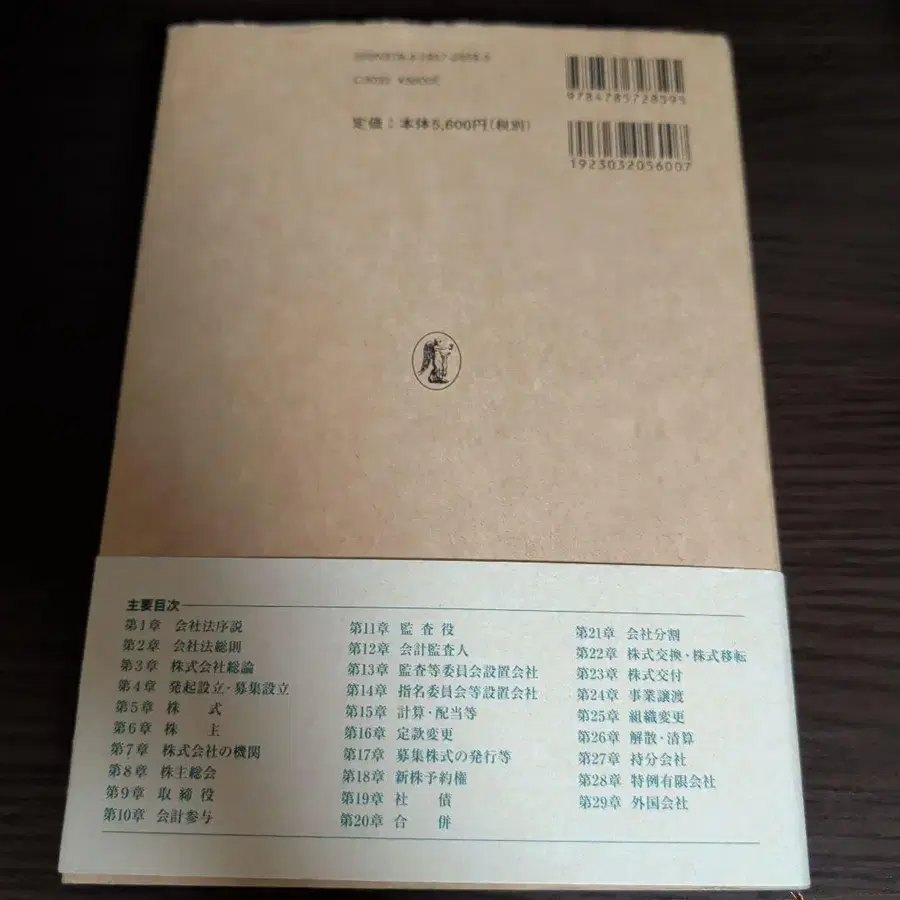 9784785728595
定価：本体5,600円(税別)
1923032056007
主要目次
第1章 会社法序説
第2章 会社法総則
第3章 株式会社総論
第4章 発起設立・募集設立
第5章 株 式
第6章 株 主
第7章 株式会社の機関
第8章 株主総会
第9章 取締役
第10章 会計参与
第11章 監査役
第12章 会計監査人
第13章 監査等委員会設置会社
第14章 指名委員会等設置会社
第15章 計算・配当等
第16章 定款変更
第17章 募集株式の発行等
第18章 新株予約権
第19章 社 債
第20章 合 併
第21章 会社分割
第22章 株式交換・株式移転
第23章 株式交付
第24章 事業譲渡
第25章 組織変更
第26章 解散・清算
第27章 持分会社
第28章 特例有限会社
第29章 外国会社